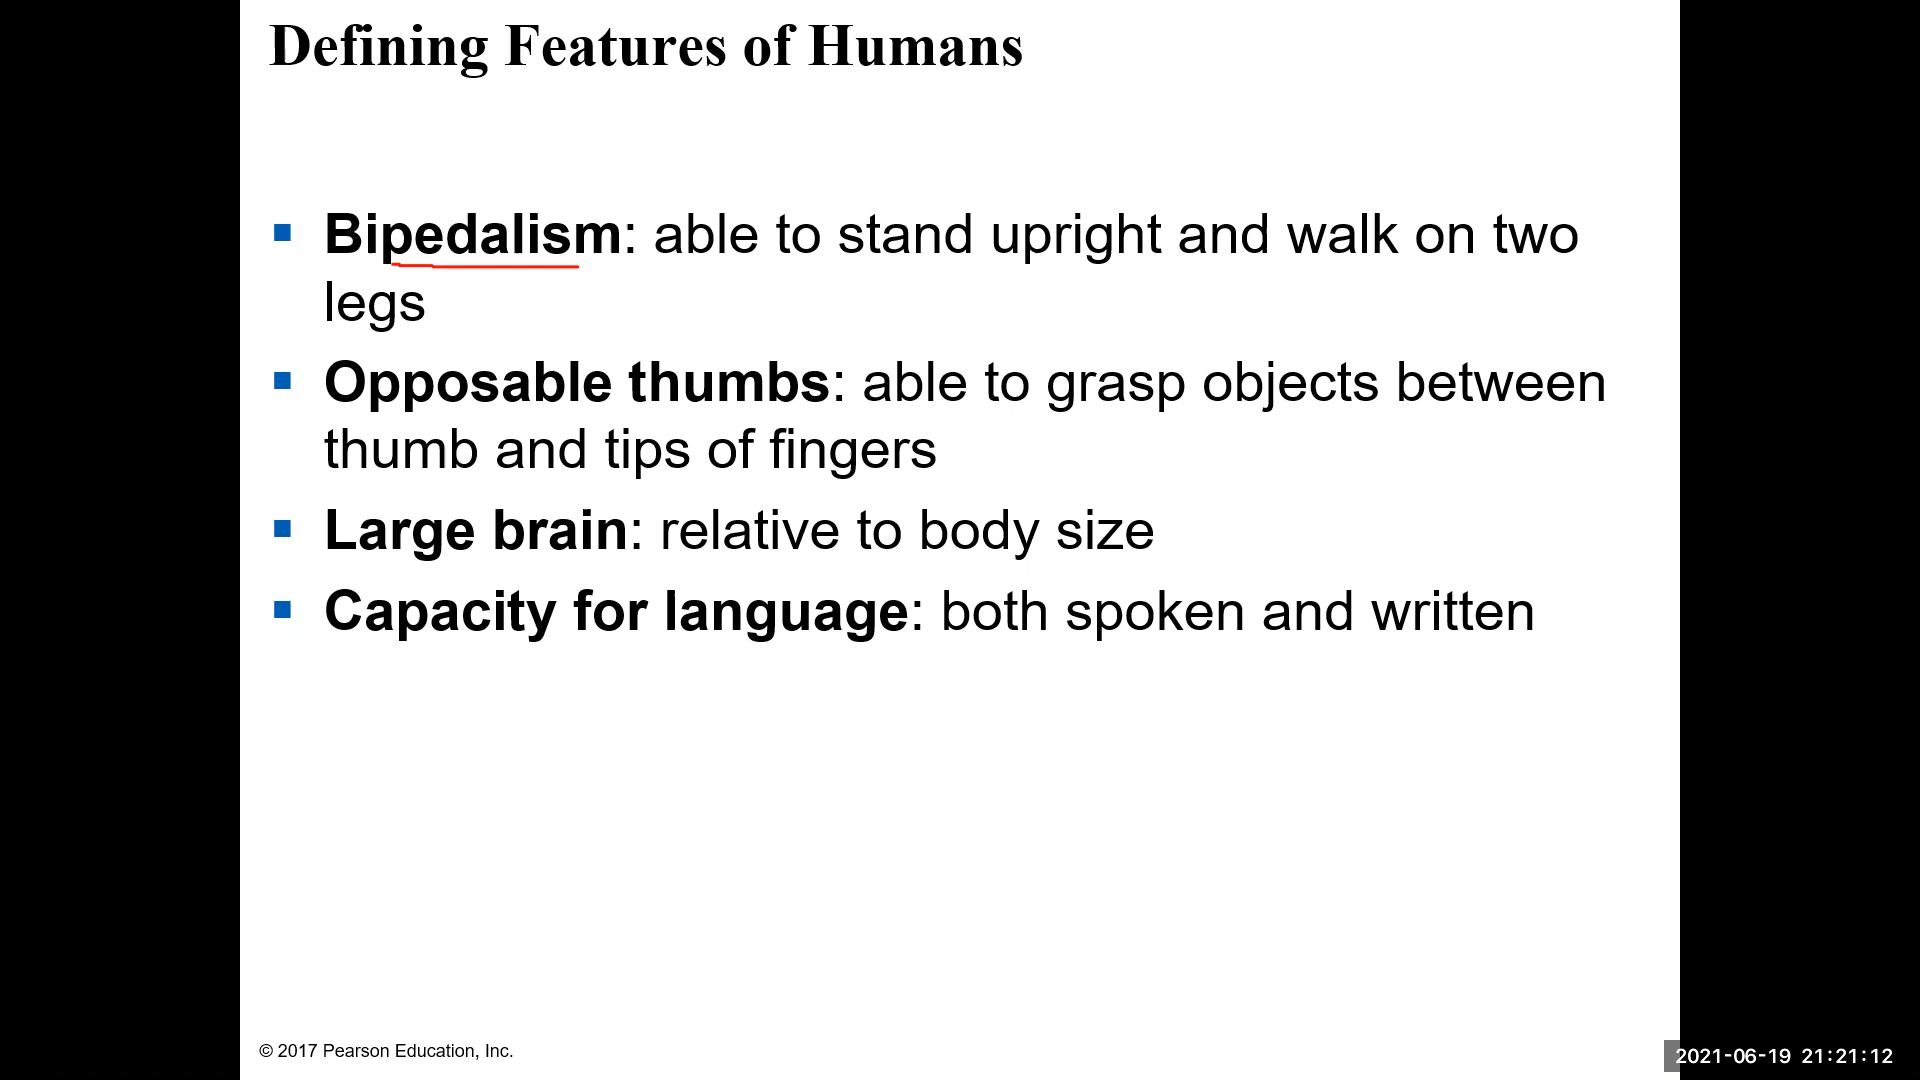 Defining Features of Humans
Bipedalism: able to stand upright and walk on two
legs
Opposable thumbs: able to grasp objects between
thumb and tips of fingers
Large brain: relative to body size
Capacity for language: both spoken and written
© 2017 Pearson Education, Inc.
2021-06-19 21:21:12